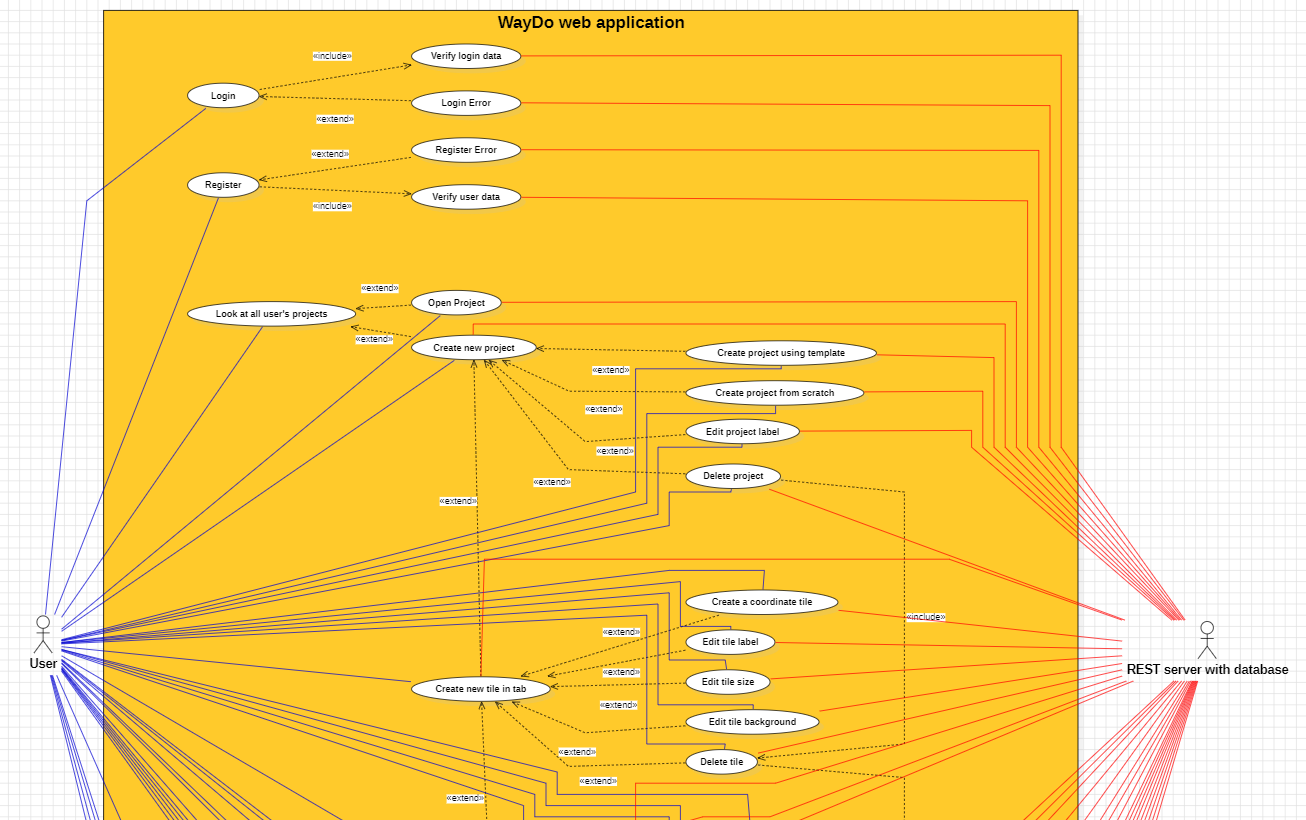 WayDo web application
«include»
Verify login data
Login
Login Error
«extend»
«extend»
Register Error
Register
Verify user data
«include»
«extend»
Open Project
Look at all user's projects
«extend»
Create new project
Create project using template
«extend»
Create project from scratch
«extend»
Edit project label
«extend»
Delete project
«extend»
«extend»
Create a coordinate tile
«include»
«extend»
Edit tile label
User
REST server with database
«extend»
Edit tile size
Create new tile in tab
«extend»
Edit tile background
«extend»
Delete tile
«extend»
«extend»